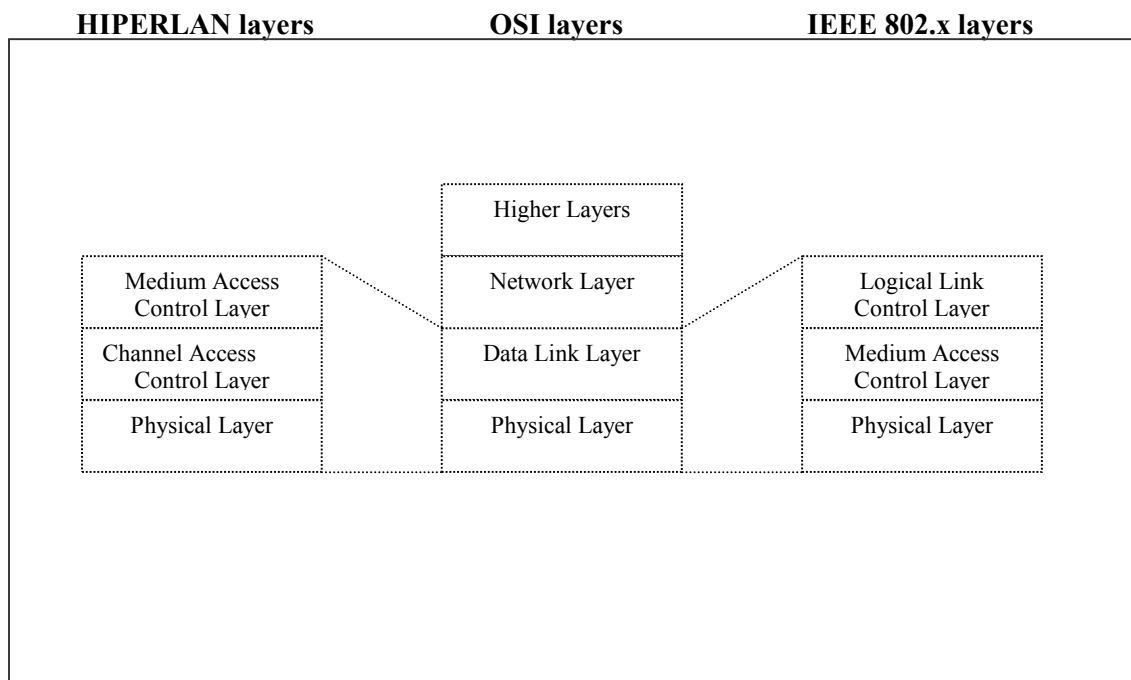 HIPERLAN layers OSI layers IEEE 802.x layers
Higher Layers
Medium Access
Control Layer
Network Layer
Logical Link
Control Layer
Channel Access
Control Layer
Data Link Layer
Medium Access
Control Layer
Physical Layer
Physical Layer
Physical Layer